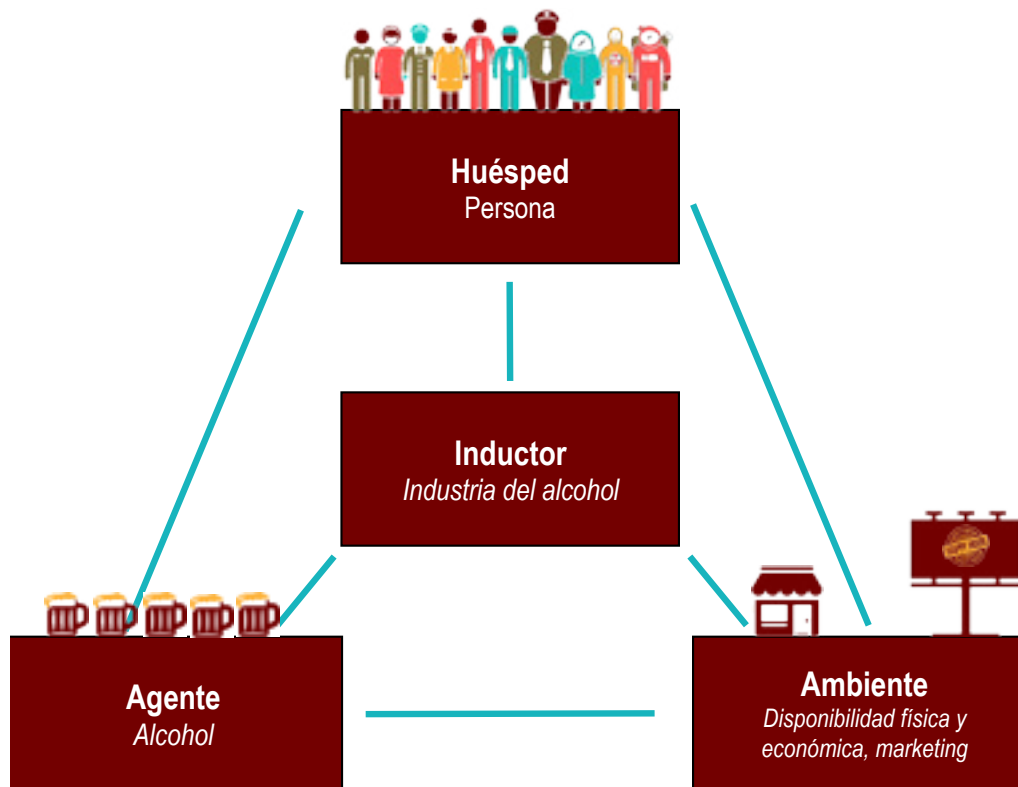 Huésped
Persona
Inductor
Industria del alcohol
Agente
Alcohol
Ambiente
Disponibilidad física y
económica, marketing